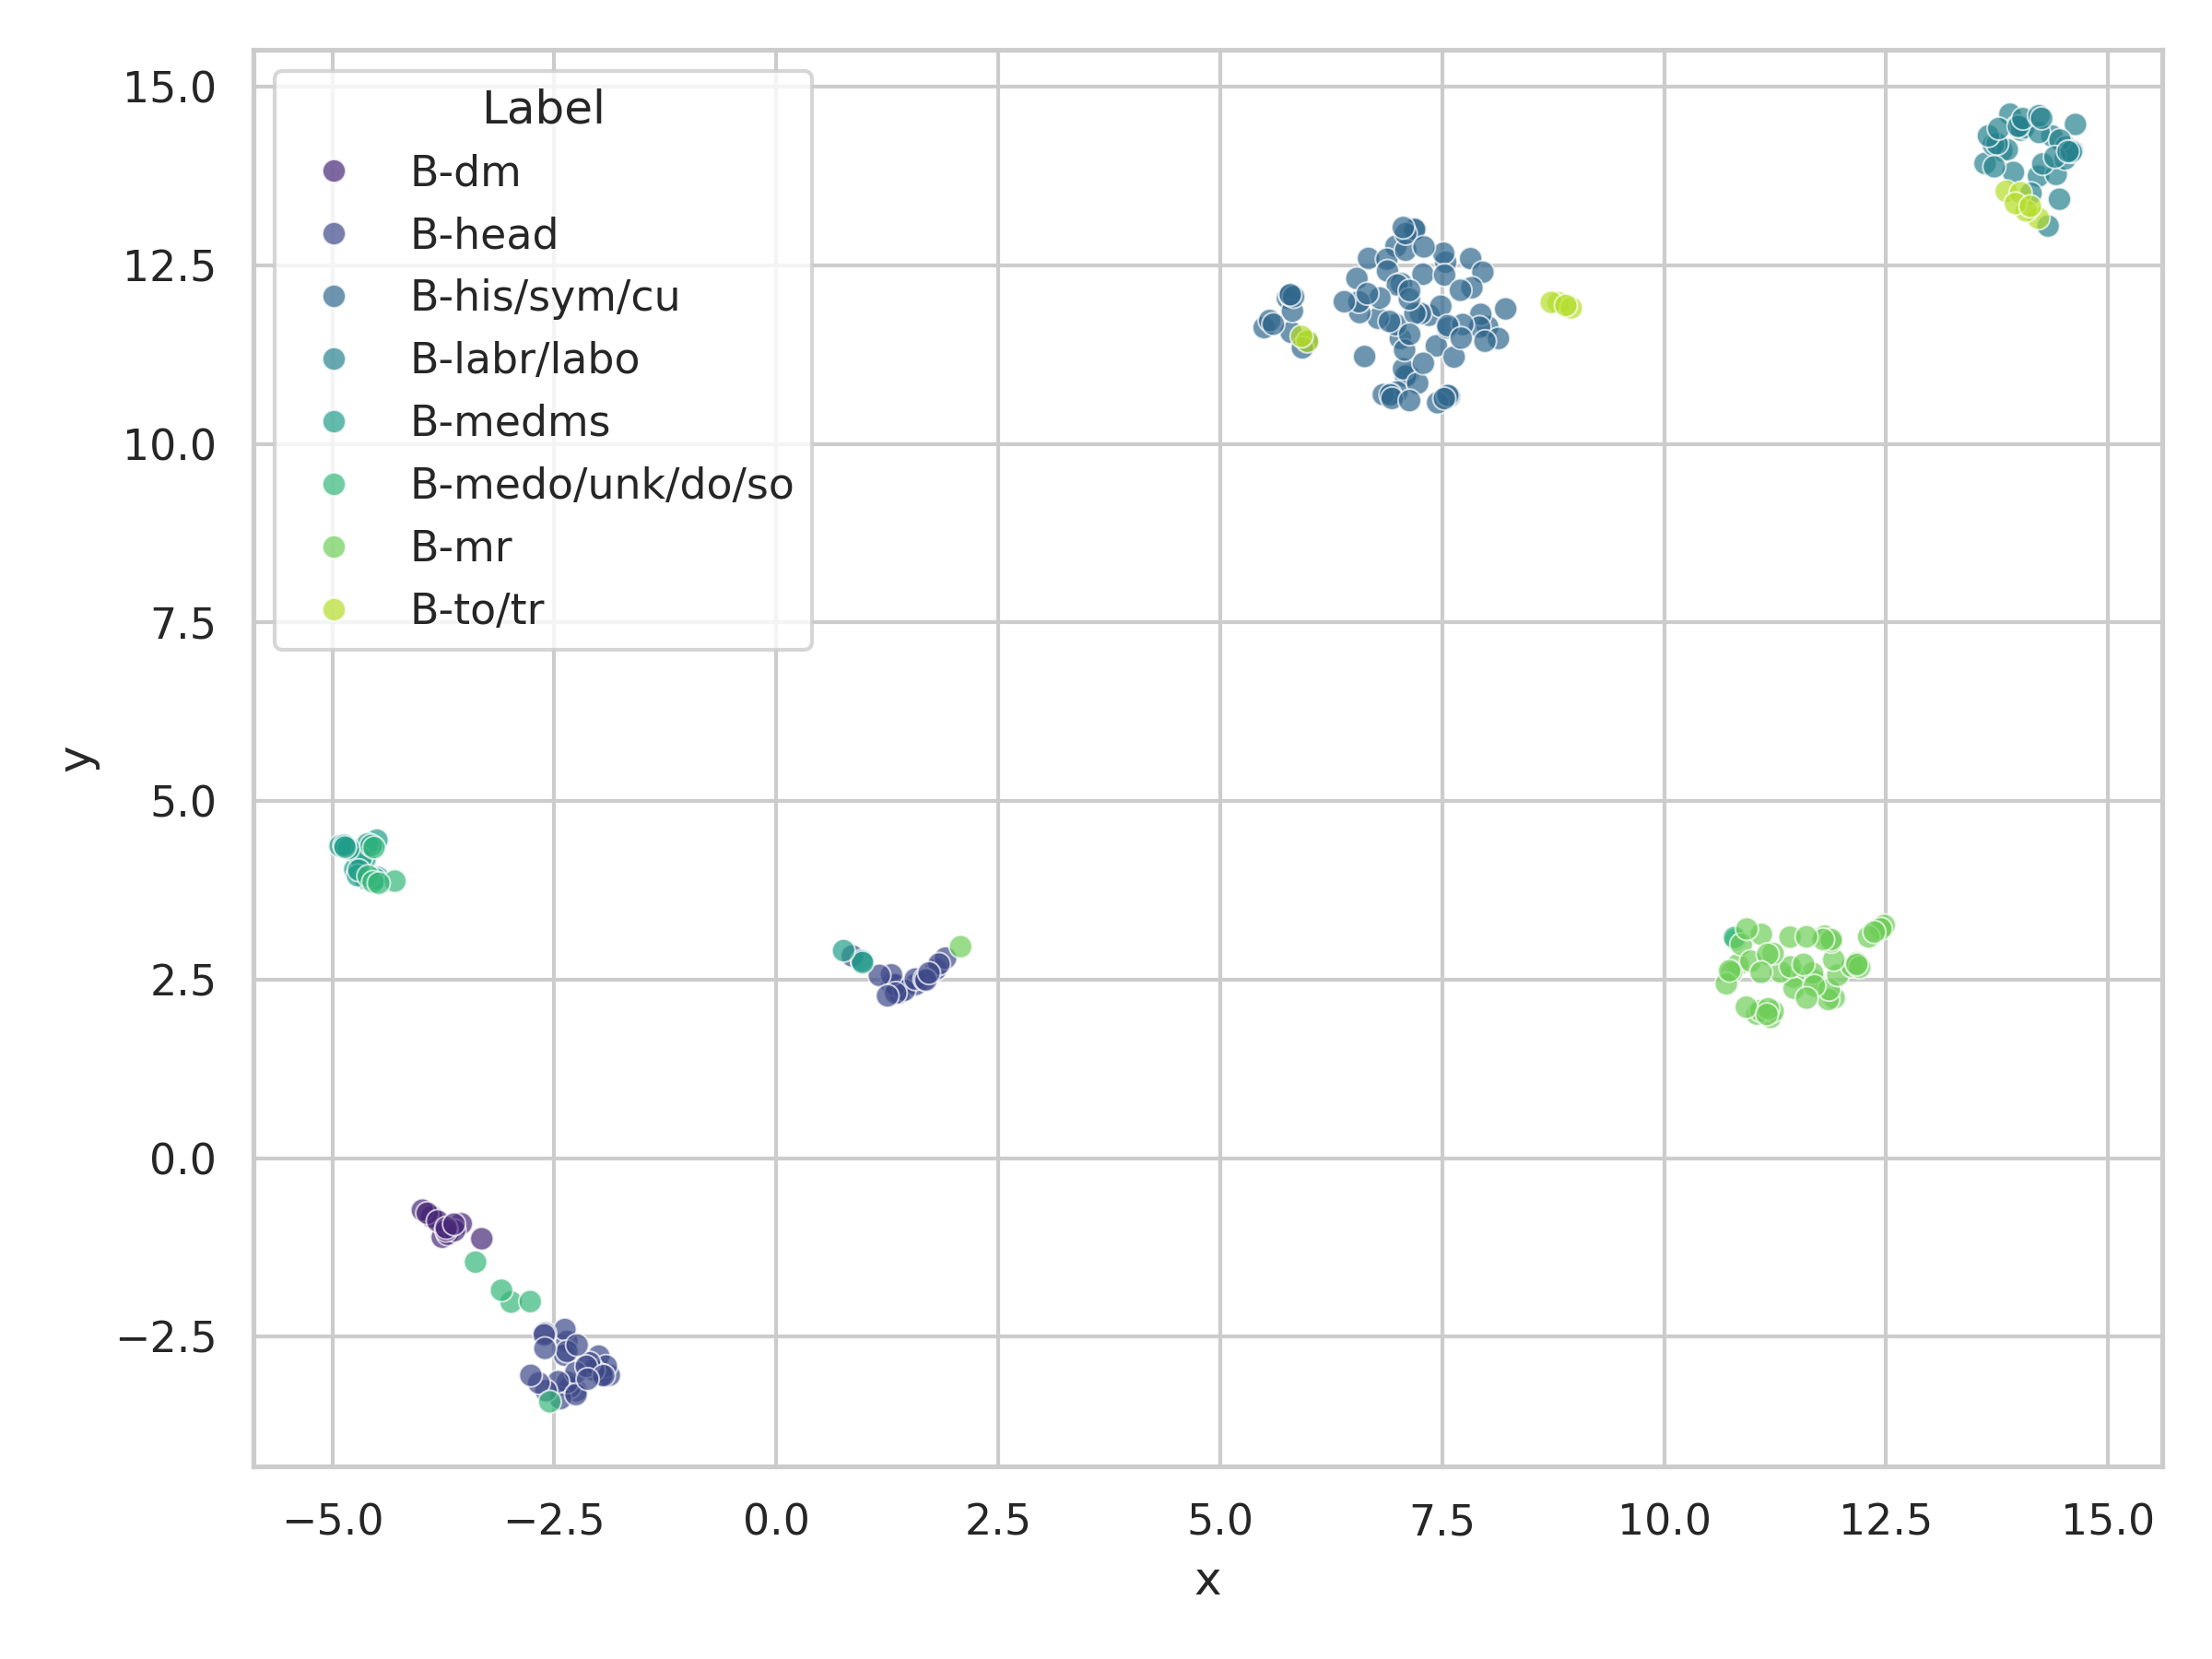 Label
B-dm
B-head
B-his/sym/cu
B-labr/labo
B-medms
B-medo/unk/do/so
B-mr
B-to/tr
15.0
12.5
10.0
7.5
5.0
2.5
0.0
−2.5
y
−5.0 −2.5 0.0 2.5 5.0 7.5 10.0 12.5 15.0
x